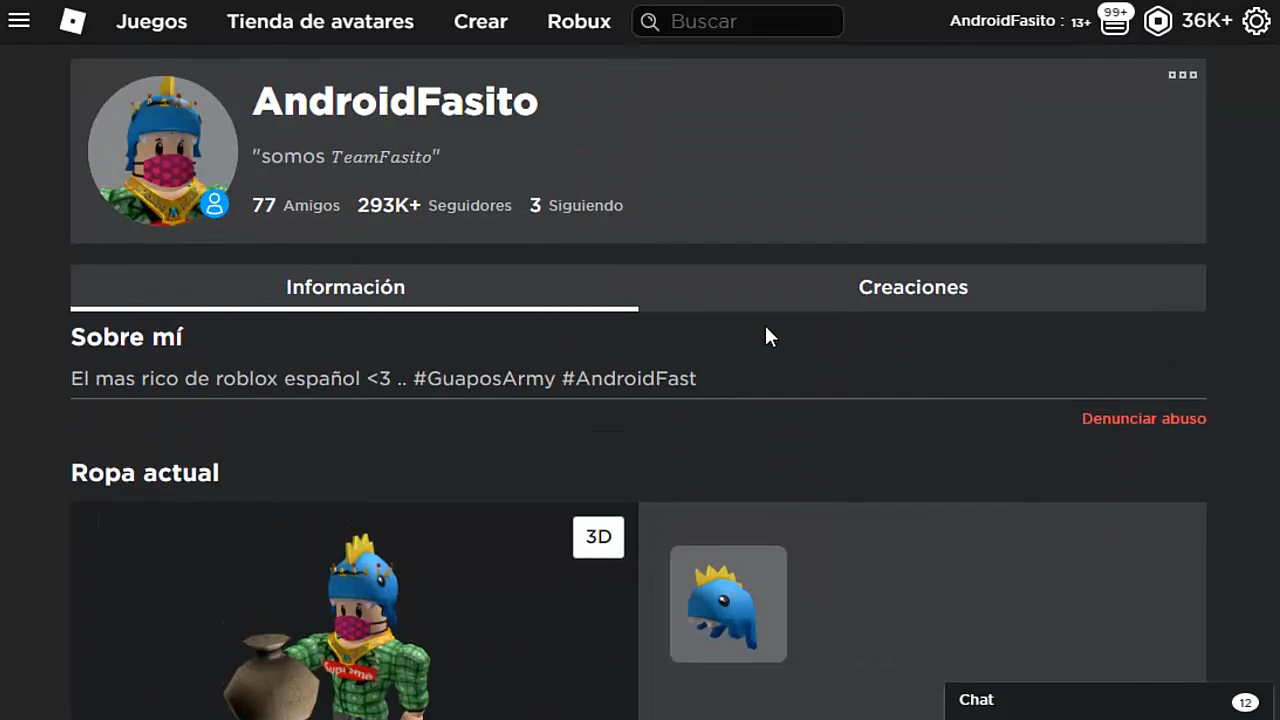 Juegos Tienda de avatares Crear Robux Buscar AndroidFasito : 13+ 99+ 36K+
AndroidFasito
"somos TeamFasito"
77 Amigos 293K+ Seguidores 3 Siguiendo
Información Creaciones
Sobre mí
El mas rico de roblox español <3 .. #GuaposArmy #AndroidFast
Denunciar abuso
Ropa actual
3D
Supreme
Chat 12